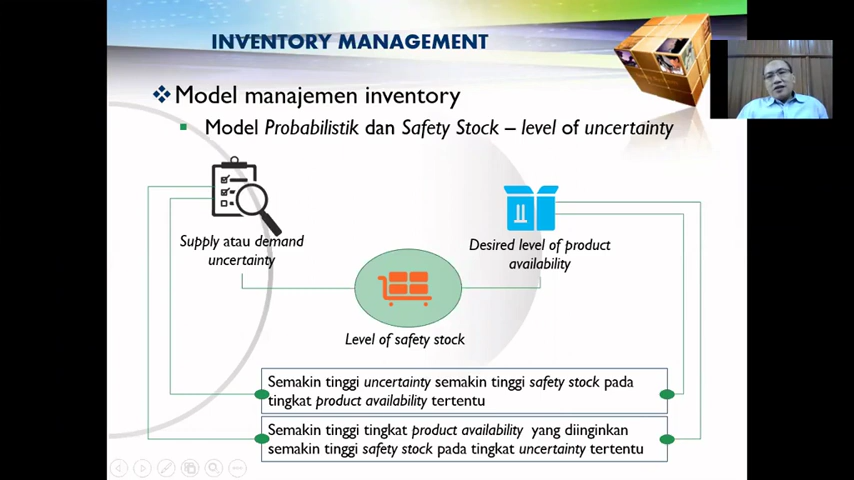 INVENTORY MANAGEMENT
Model manajemen inventory
Model Probabilistik dan Safety Stock – level of uncertainty
Supply atau demand
uncertainty
Desired level of product
availability
Level of safety stock
Semakin tinggi uncertainty semakin tinggi safety stock pada
tingkat product availability tertentu
Semakin tinggi tingkat product availability yang diinginkan
semakin tinggi safety stock pada tingkat uncertainty tertentu